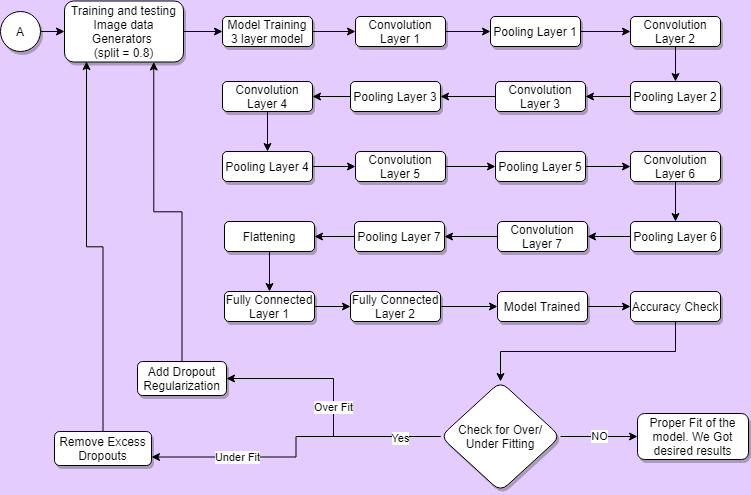 A
Training and testing
Image data
Generators
(split = 0.8)
Model Training
3 layer model
Convolution
Layer 1
Pooling Layer 1
Convolution
Layer 2
Convolution
Layer 4
Pooling Layer 3
Convolution
Layer 3
Pooling Layer 2
Pooling Layer 4
Convolution
Layer 5
Pooling Layer 5
Convolution
Layer 6
Flattening
Pooling Layer 7
Convolution
Layer 7
Pooling Layer 6
Fully Connected
Layer 1
Fully Connected
Layer 2
Model Trained
Accuracy Check
Add Dropout
Regularization
Over Fit
Remove Excess
Dropouts
Under Fit
Yes
Check for Over/
Under Fitting
NO
Proper Fit of the
model. We Got
desired results